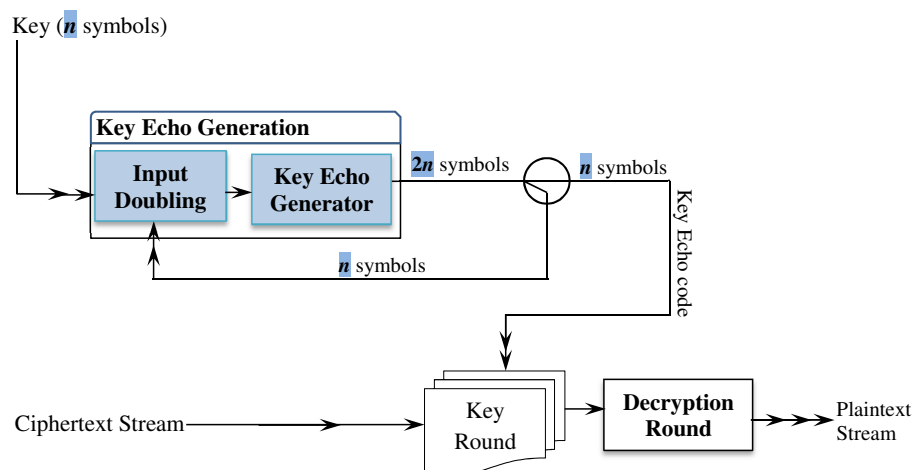 Key (n symbols)
Key Echo Generation
Input
Doubling
Key Echo
Generator
2n symbols
n symbols
n symbols
Key Echo code
Ciphertext Stream
Key
Round
Decryption
Round
Plaintext
Stream